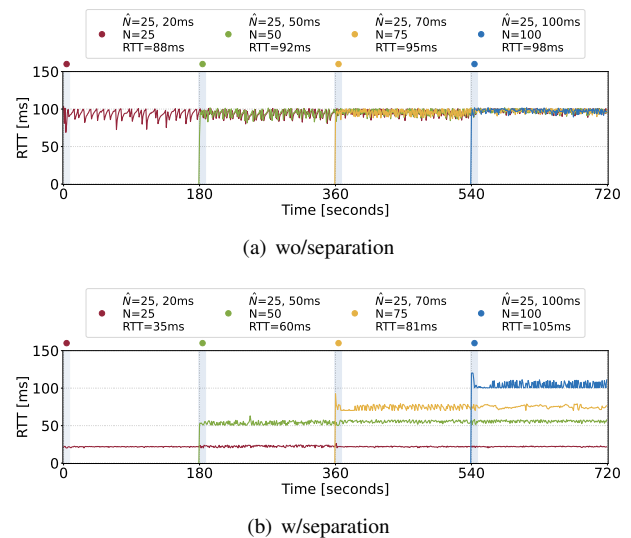 N̂=25, 20ms N̂=25, 50ms N̂=25, 70ms N̂=25, 100ms
N=25 N=50 N=75 N=100
RTT=88ms RTT=92ms RTT=95ms RTT=98ms
150
100
50
0
RTT [ms]
0 180 360 540 720
Time [seconds]
(a) wo/separation
N̂=25, 20ms N̂=25, 50ms N̂=25, 70ms N̂=25, 100ms
N=25 N=50 N=75 N=100
RTT=35ms RTT=60ms RTT=81ms RTT=105ms
150
100
50
0
RTT [ms]
0 180 360 540 720
Time [seconds]
(b) w/separation